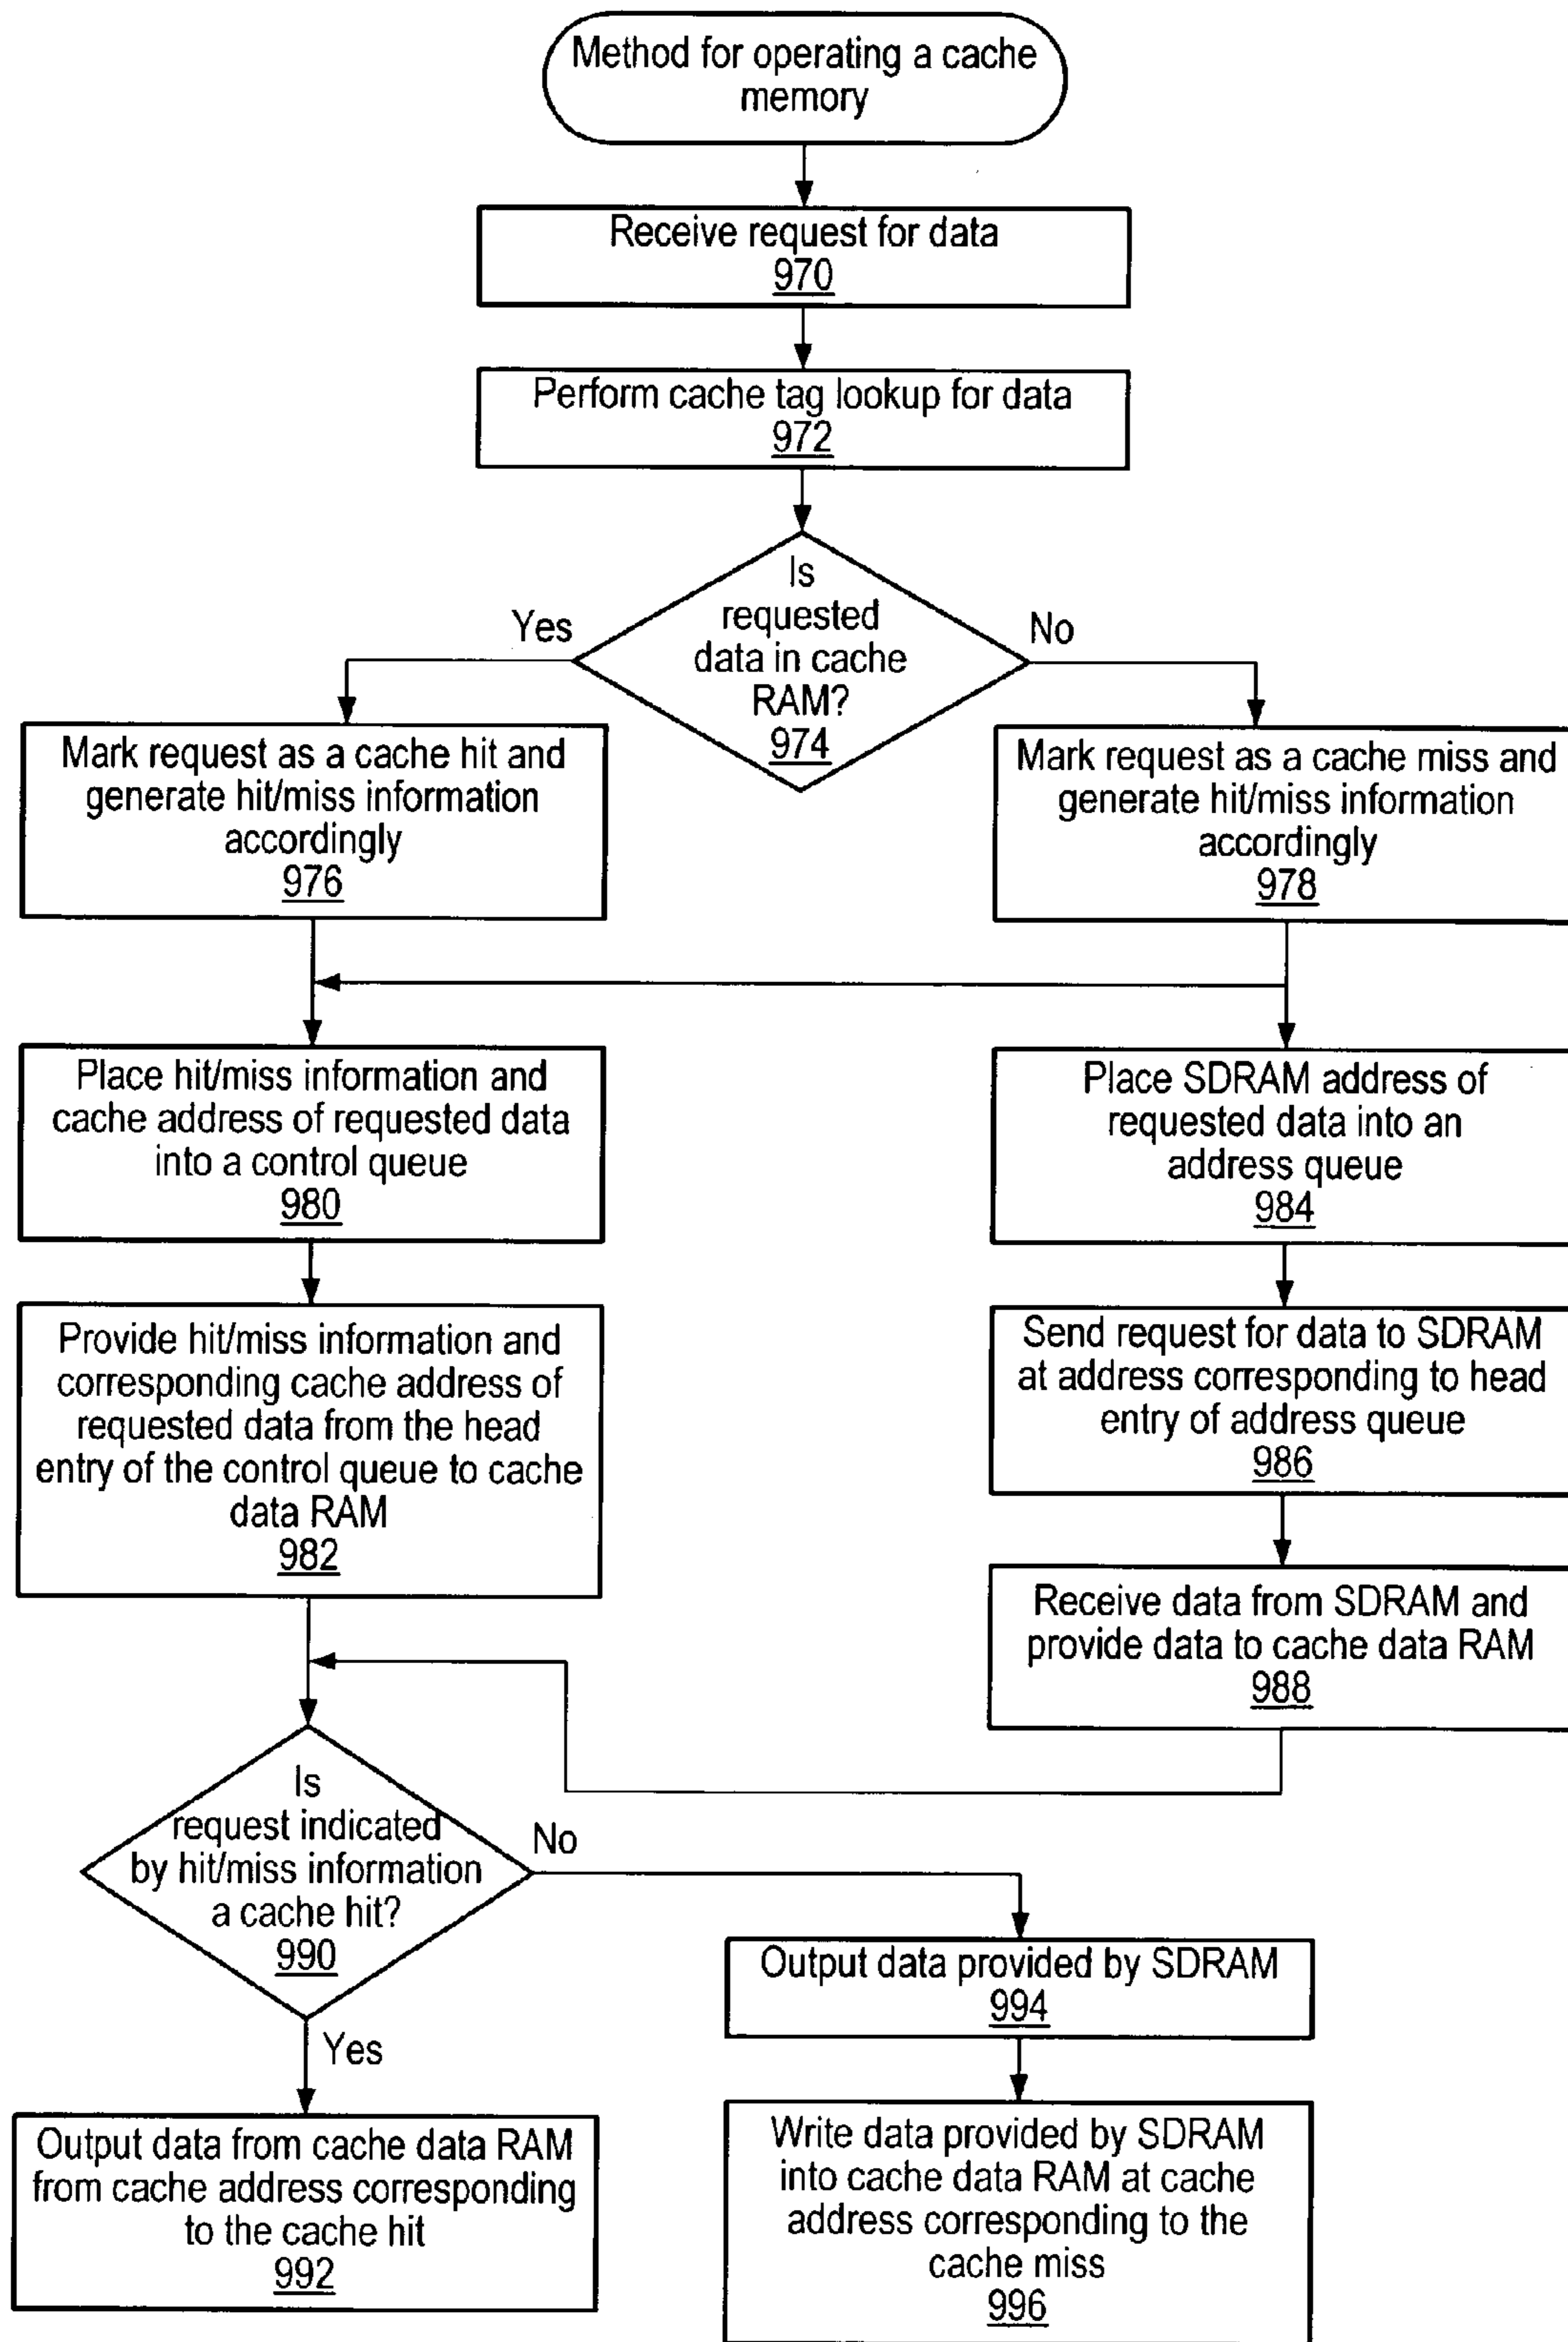 Method for operating a cache
memory
Receive request for data
970
Perform cache tag lookup for data
972
Is
requested
data in cache
RAM?
974
Yes
No
Mark request as a cache hit and
generate hit/miss information
accordingly
976
Mark request as a cache miss and
generate hit/miss information
accordingly
978
Place hit/miss information and
cache address of requested data
into a control queue
980
Place SDRAM address of
requested data into an
address queue
984
Provide hit/miss information and
corresponding cache address of
requested data from the head
entry of the control queue to cache
data RAM
982
Send request for data to SDRAM
at address corresponding to head
entry of address queue
986
Receive data from SDRAM and
provide data to cache data RAM
988
Is
request indicated
by hit/miss information
a cache hit?
990
No
Yes
Output data provided by SDRAM
994
Output data from cache data RAM
from cache address corresponding
to the cache hit
992
Write data provided by SDRAM
into cache data RAM at cache
address corresponding to the
cache miss
996